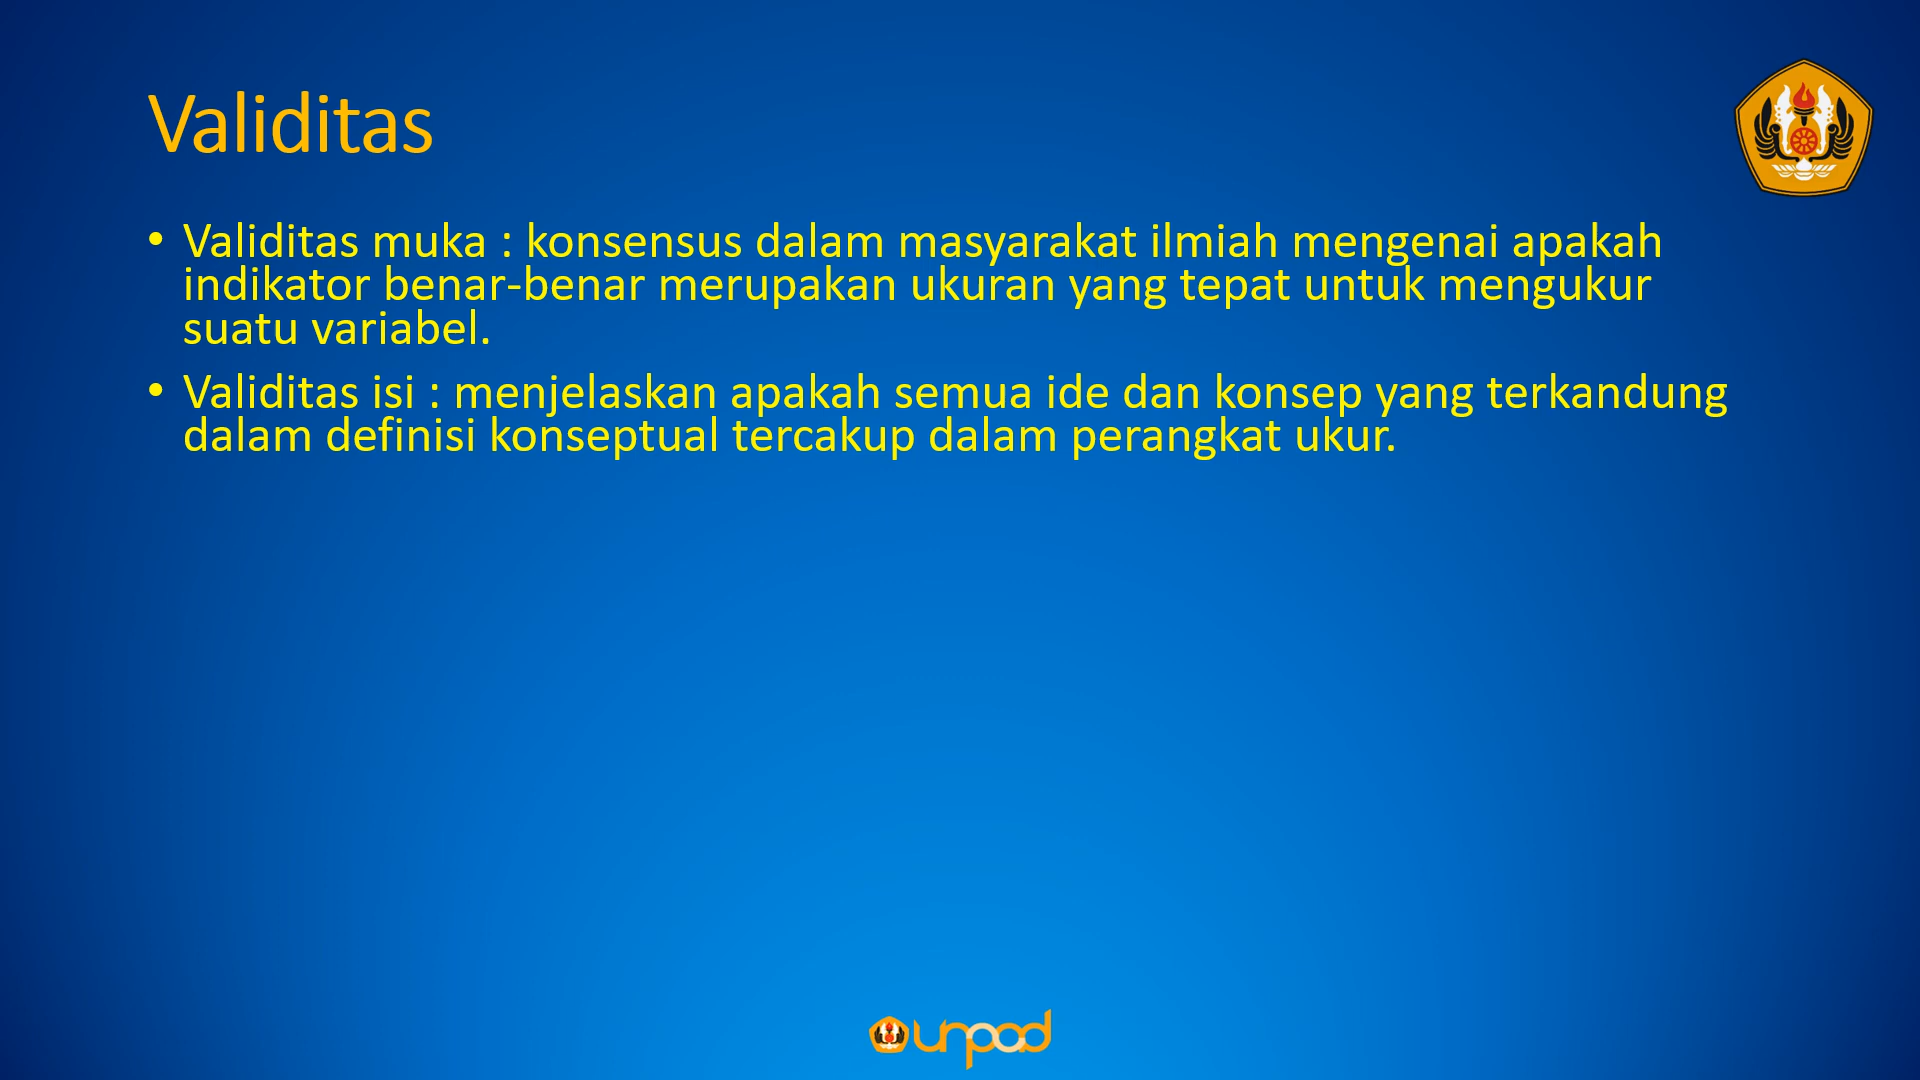 Validitas
• Validitas muka : konsensus dalam masyarakat ilmiah mengenai apakah
indikator benar-benar merupakan ukuran yang tepat untuk mengukur
suatu variabel.
• Validitas isi : menjelaskan apakah semua ide dan konsep yang terkandung
dalam definisi konseptual tercakup dalam perangkat ukur.
unpad